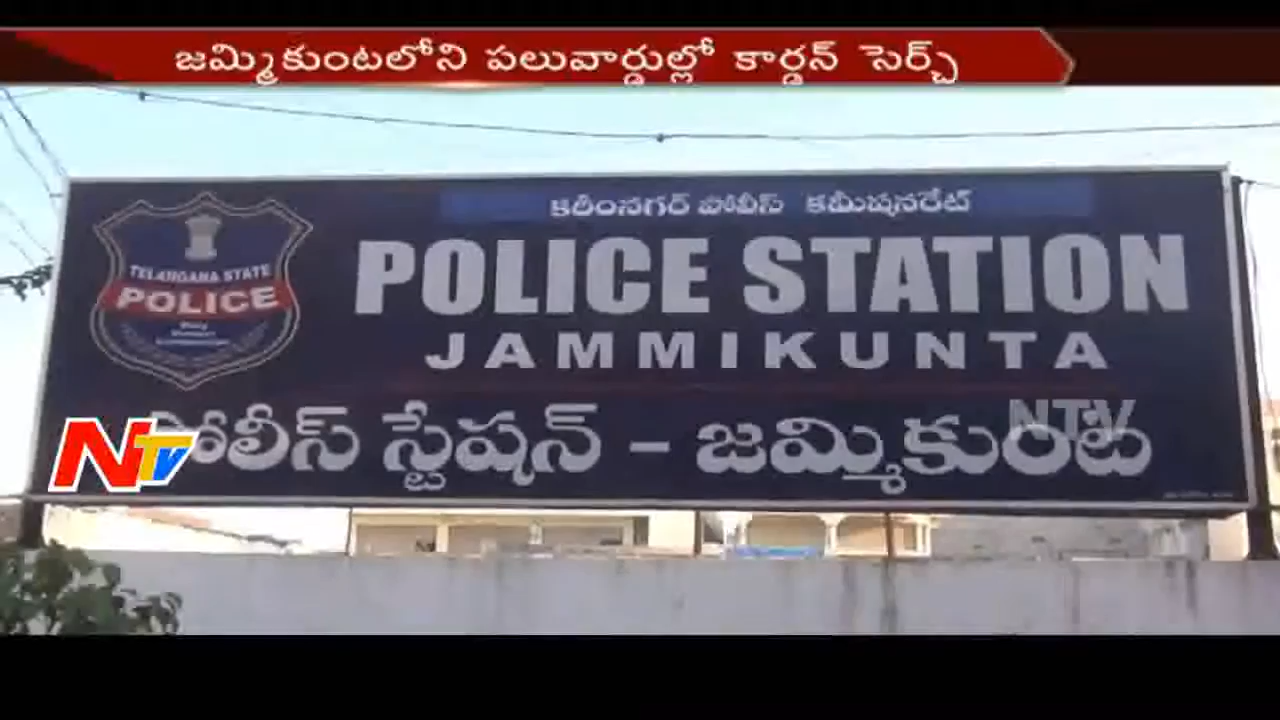 జమ్మికుంటలోని పలువార్డుల్లో కార్డన్ సెర్చ్
కరీంనగర్ పోలీస్ కమీషనరేట్
TELANGANA STATE
POLICE
POLICE STATION
JAMMIKUNTA
పోలీస్ స్టేషన్ - జమ్మికుంట
NTV
NTV